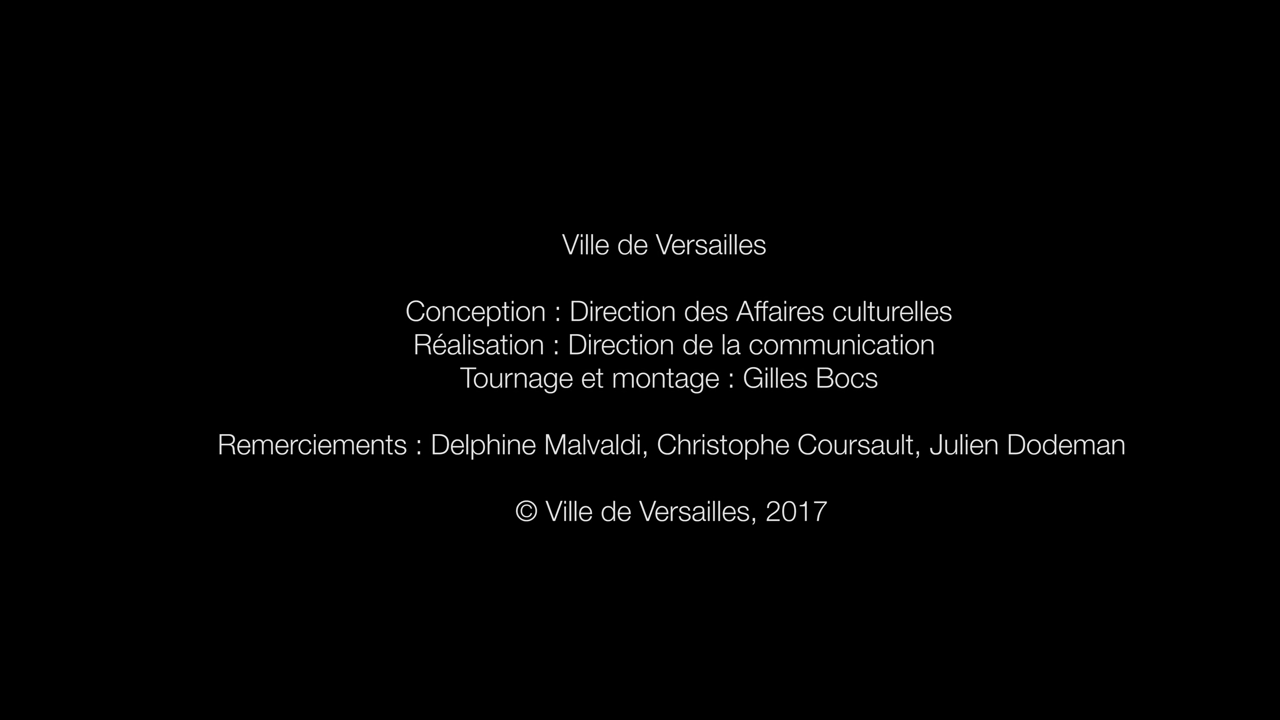 Ville de Versailles
Conception : Direction des Affaires culturelles
Réalisation : Direction de la communication
Tournage et montage : Gilles Bocs
Remerciements : Delphine Malvaldi, Christophe Coursault, Julien Dodeman
© Ville de Versailles, 2017